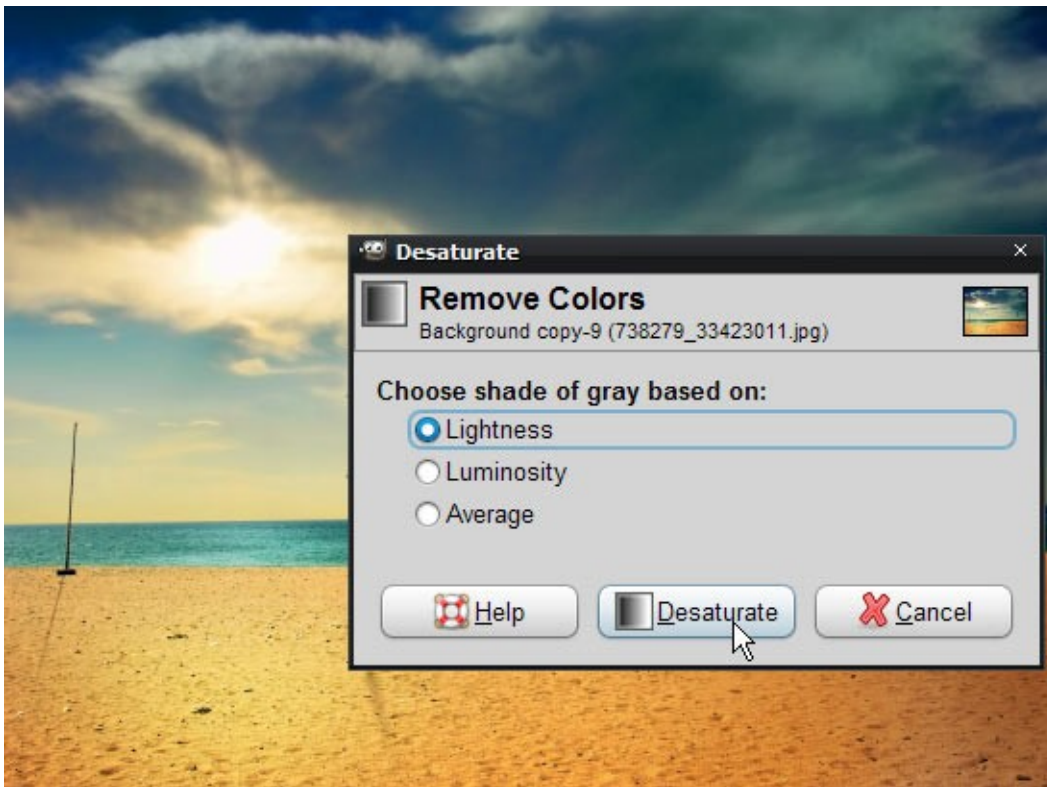 Desaturate
Remove Colors
Background copy-9 (738279_33423011.jpg)
Choose shade of gray based on:
Lightness
Luminosity
Average
Help
Desaturate
Cancel